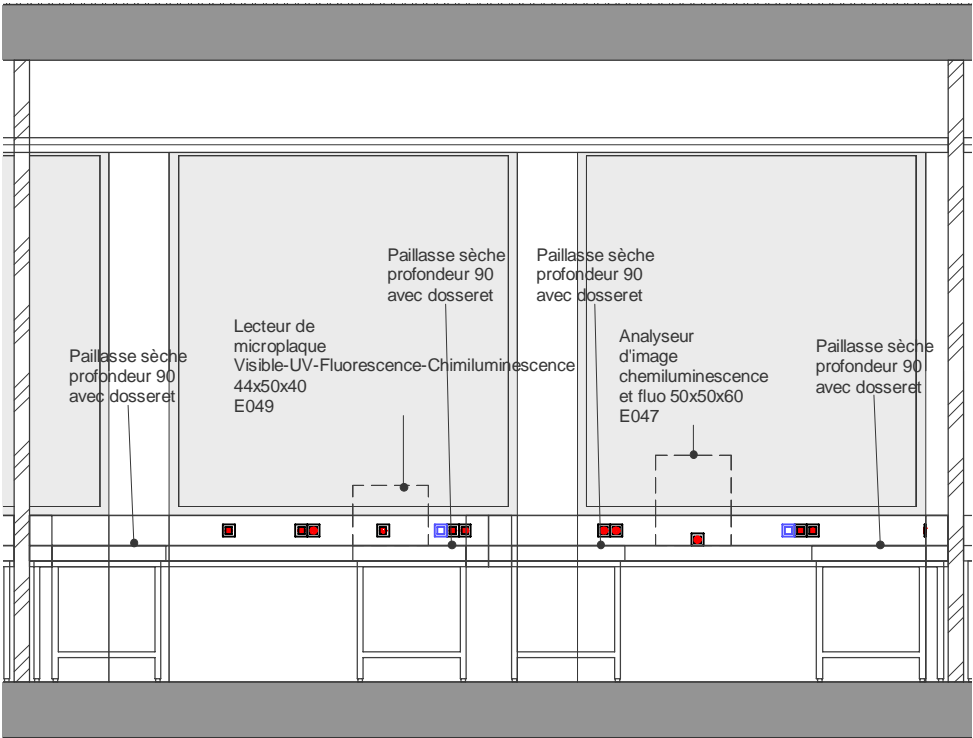 Paillasse sèche
profondeur 90
avec dosseret
Lecteur de
microplaque
Visible-UV-Fluorescence-Chimiluminescence
44x50x40
E049
Paillasse sèche
profondeur 90
avec dosseret
Paillasse sèche
profondeur 90
avec dosseret
Analyseur
d'image
chemiluminescence
et fluo 50x50x60
E047
Paillasse sèche
profondeur 90
avec dosseret